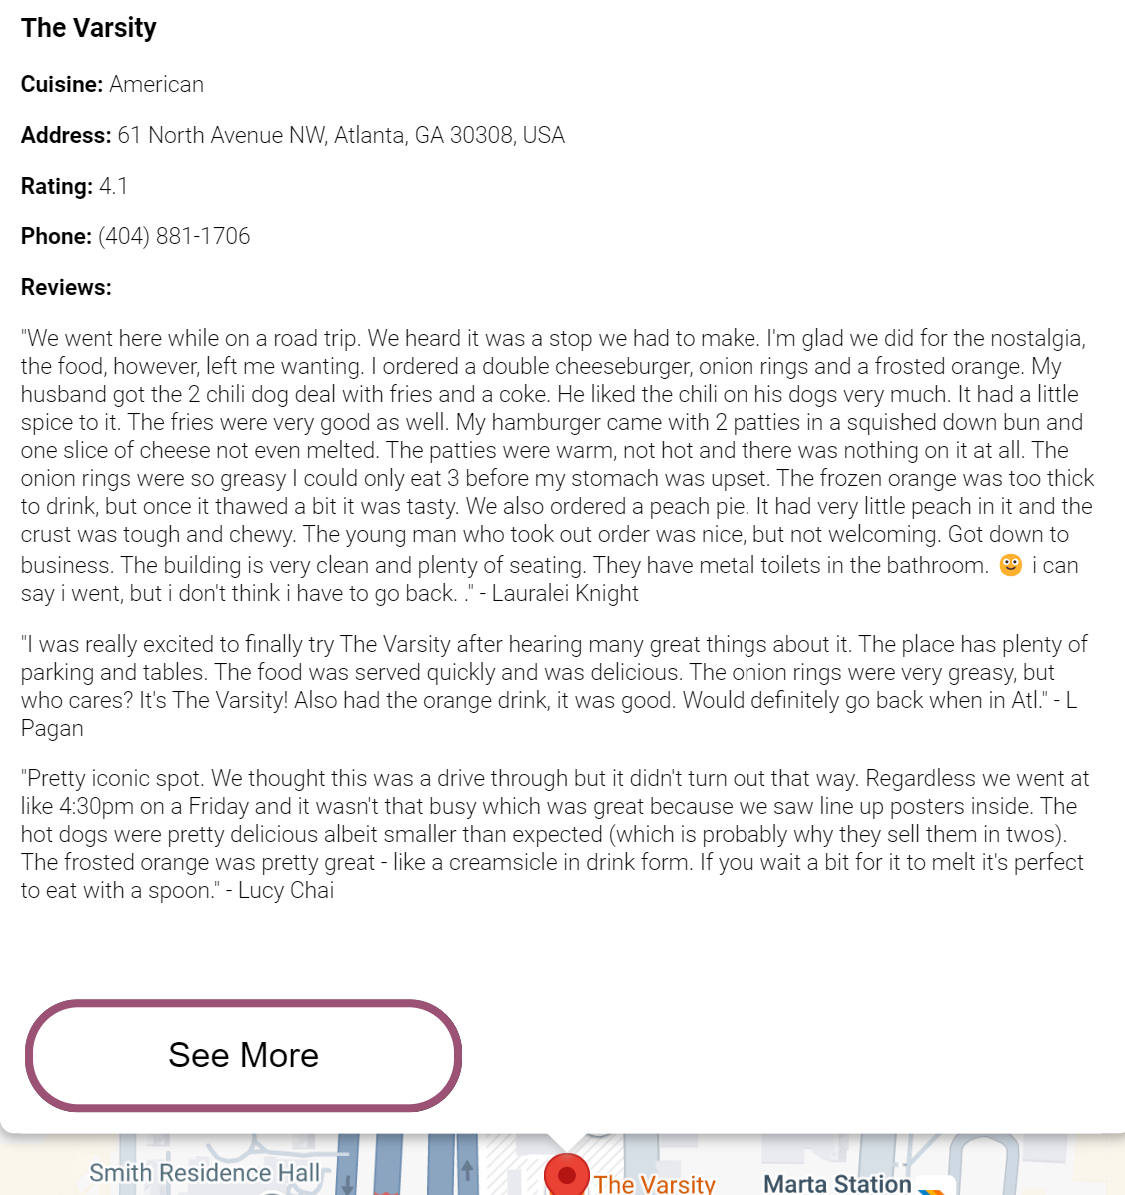 The Varsity
Cuisine: American
Address: 61 North Avenue NW, Atlanta, GA 30308, USA
Rating: 4.1
Phone: (404) 881-1706
Reviews:
"We went here while on a road trip. We heard it was a stop we had to make. I'm glad we did for the nostalgia,
the food, however, left me wanting. I ordered a double cheeseburger, onion rings and a frosted orange. My
husband got the 2 chili dog deal with fries and a coke. He liked the chili on his dogs very much. It had a little
spice to it. The fries were very good as well. My hamburger came with 2 patties in a squished down bun and
one slice of cheese not even melted. The patties were warm, not hot and there was nothing on it at all. The
onion rings were so greasy I could only eat 3 before my stomach was upset. The frozen orange was too thick
to drink, but once it thawed a bit it was tasty. We also ordered a peach pie. It had very little peach in it and the
crust was tough and chewy. The young man who took out order was nice, but not welcoming. Got down to
business. The building is very clean and plenty of seating. They have metal toilets in the bathroom. 🙂 i can
say i went, but i don't think i have to go back. ." - Lauralei Knight
"I was really excited to finally try The Varsity after hearing many great things about it. The place has plenty of
parking and tables. The food was served quickly and was delicious. The onion rings were very greasy, but
who cares? It's The Varsity! Also had the orange drink, it was good. Would definitely go back when in Atl." - L
Pagan
"Pretty iconic spot. We thought this was a drive through but it didn't turn out that way. Regardless we went at
like 4:30pm on a Friday and it wasn't that busy which was great because we saw line up posters inside. The
hot dogs were pretty delicious albeit smaller than expected (which is probably why they sell them in twos).
The frosted orange was pretty great - like a creamsicle in drink form. If you wait a bit for it to melt it's perfect
to eat with a spoon." - Lucy Chai
See More
Smith Residence Hall
The Varsity
Marta Station